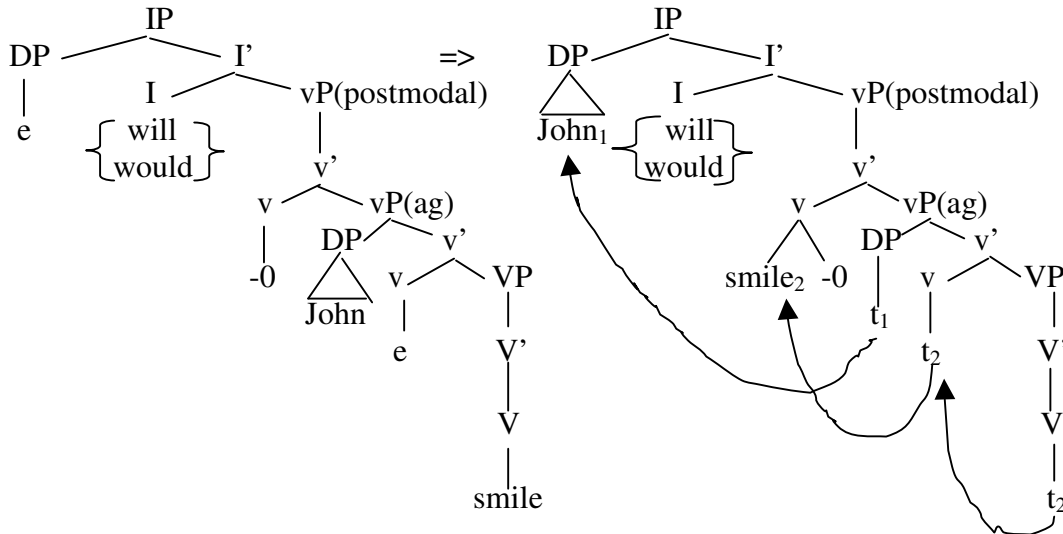 IP IP
DP I' => DP I'
I vP(postmodal) I vP(postmodal)
e will John₁ will
would would
v' v'
v vP(ag) v vP(ag)
DP v' DP v'
-0 v VP smile₂ -0 v VP
John t₁
e V' t₂ V'
V V
smile t₂